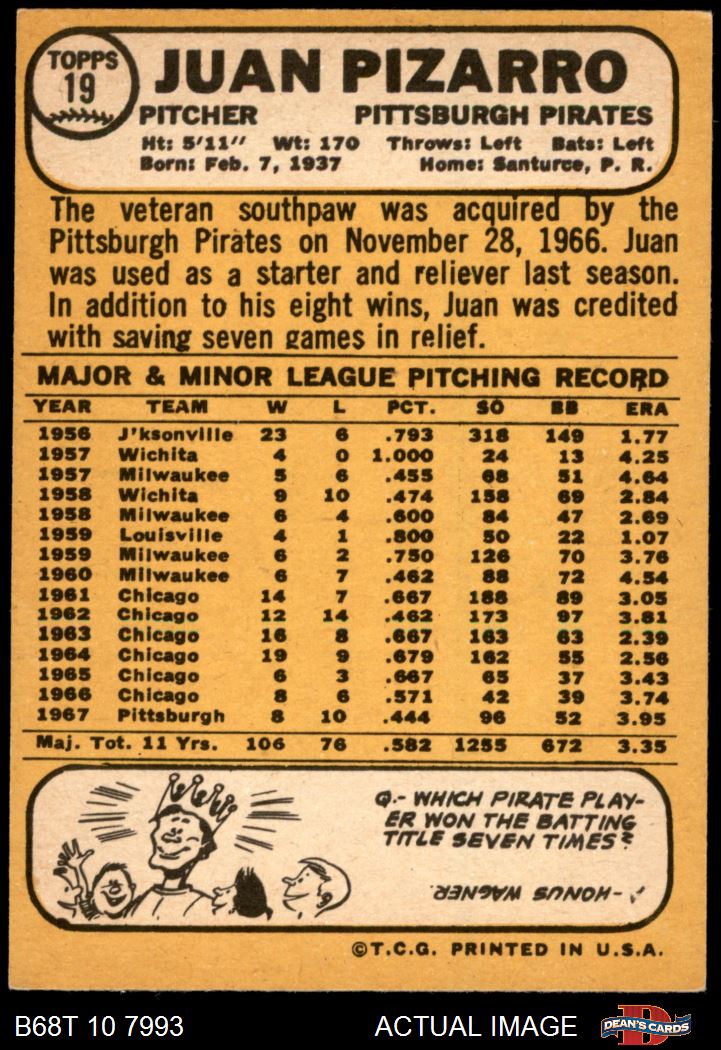 TOPPS
19
JUAN PIZARRO
PITCHER PITTSBURGH PIRATES
Ht: 5'11" Wt: 170 Throws: Left Bats: Left
Born: Feb. 7, 1937 Home: Santurce, P. R.
The veteran southpaw was acquired by the
Pittsburgh Pirates on November 28, 1966. Juan
was used as a starter and reliever last season.
In addition to his eight wins, Juan was credited
with saving seven games in relief.
MAJOR & MINOR LEAGUE PITCHING RECORD
YEAR TEAM W L PCT. SO BB ERA
1956 J'ksonville 23 6 .793 318 149 1.77
1957 Wichita 4 0 1.000 24 13 4.25
1957 Milwaukee 5 6 .455 68 51 4.64
1958 Wichita 9 10 .474 158 69 2.84
1958 Milwaukee 6 4 .600 84 47 2.69
1959 Louisville 4 1 .800 50 22 1.07
1959 Milwaukee 6 2 .750 126 70 3.76
1960 Milwaukee 6 7 .462 88 72 4.54
1961 Chicago 14 7 .667 188 89 3.05
1962 Chicago 12 14 .462 173 97 3.81
1963 Chicago 16 8 .667 163 63 2.39
1964 Chicago 19 9 .679 162 55 2.56
1965 Chicago 6 3 .667 65 37 3.43
1966 Chicago 8 6 .571 42 39 3.74
1967 Pittsburgh 8 10 .444 96 52 3.95
Maj. Tot. 11 Yrs. 106 76 .582 1255 672 3.35
Q.- WHICH PIRATE PLAY-
ER WON THE BATTING
TITLE SEVEN TIMES?
A-HONUS WAGNER.
©T.C.G. PRINTED IN U.S.A.
B68T 10 7993 ACTUAL IMAGE DEAN'S CARDS